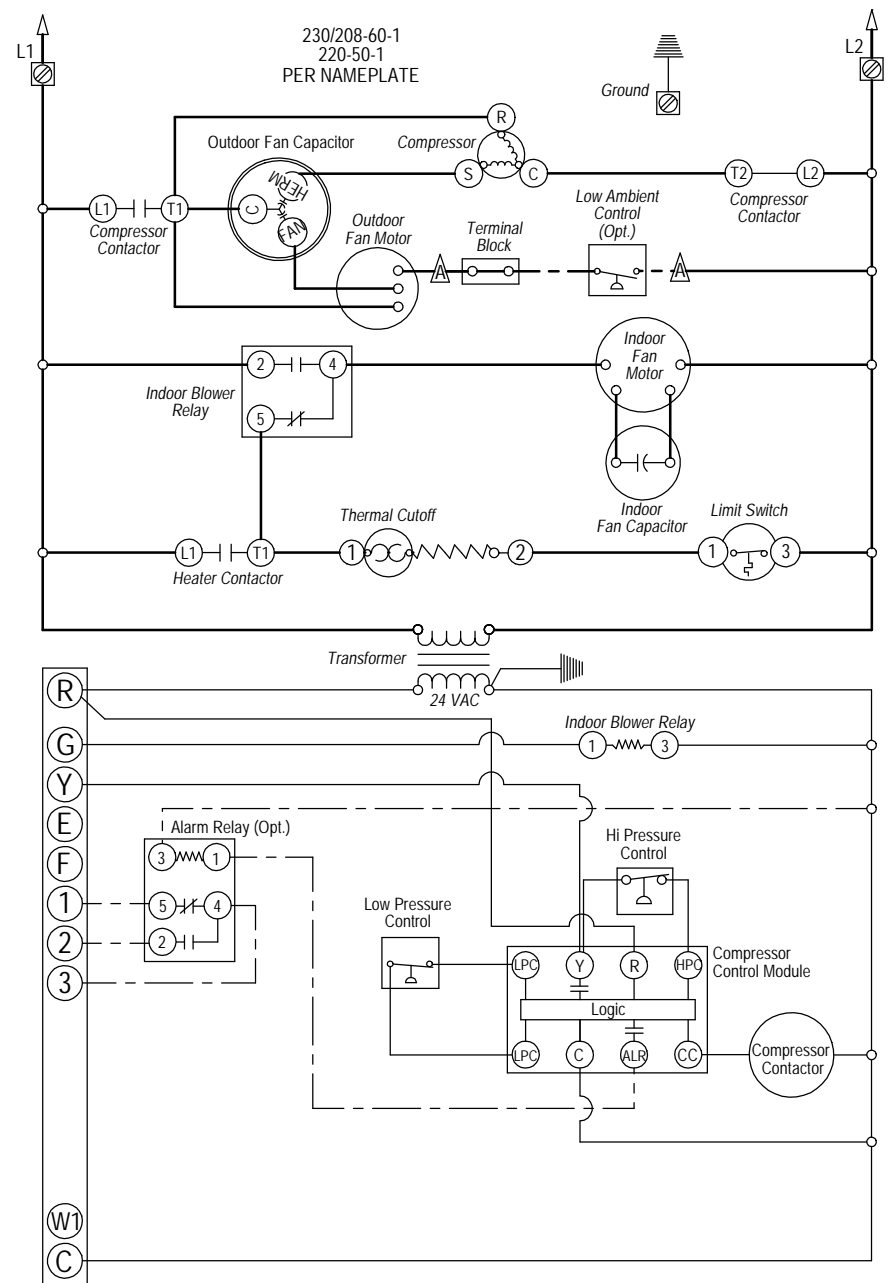 230/208-60-1
220-50-1
PER NAMEPLATE
L1
L2
Ground
Outdoor Fan Capacitor
Compressor
R
S
C
HERM
C
FAN
L1
T1
Compressor
Contactor
T2
L2
Compressor
Contactor
Outdoor
Fan Motor
Terminal
Block
Low Ambient
Control
(Opt.)
A
A
Indoor Blower
Relay
2
4
5
Indoor
Fan
Motor
Indoor
Fan Capacitor
Thermal Cutoff
Limit Switch
L1
T1
Heater Contactor
1
2
1
3
Transformer
24 VAC
R
G
Y
E
F
1
2
3
W1
C
Indoor Blower Relay
1
3
Alarm Relay (Opt.)
3
1
5
4
2
Hi Pressure
Control
Low Pressure
Control
LPC
Y
R
HPC
Compressor
Control Module
Logic
LPC
C
ALR
CC
Compressor
Contactor